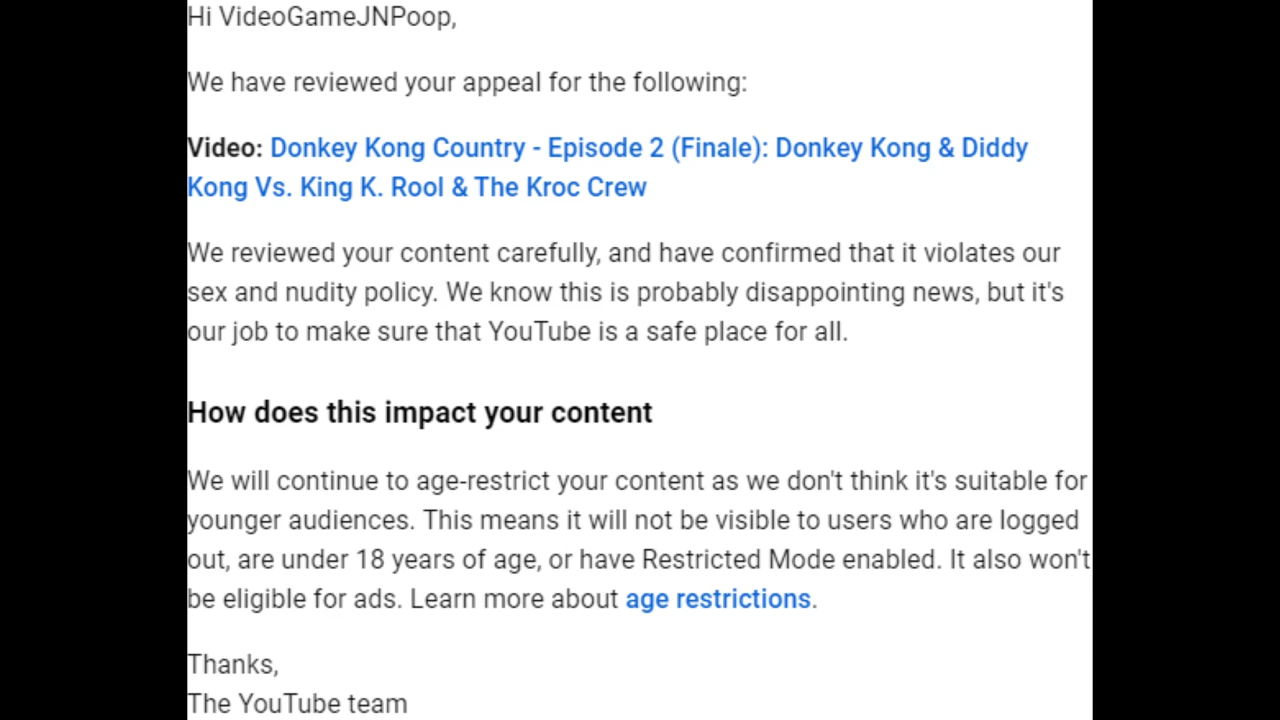 Hi VideoGameJNPoop,
We have reviewed your appeal for the following:
Video: Donkey Kong Country - Episode 2 (Finale): Donkey Kong & Diddy
Kong Vs. King K. Rool & The Kroc Crew
We reviewed your content carefully, and have confirmed that it violates our
sex and nudity policy. We know this is probably disappointing news, but it's
our job to make sure that YouTube is a safe place for all.
How does this impact your content
We will continue to age-restrict your content as we don't think it's suitable for
younger audiences. This means it will not be visible to users who are logged
out, are under 18 years of age, or have Restricted Mode enabled. It also won't
be eligible for ads. Learn more about age restrictions.
Thanks,
The YouTube team